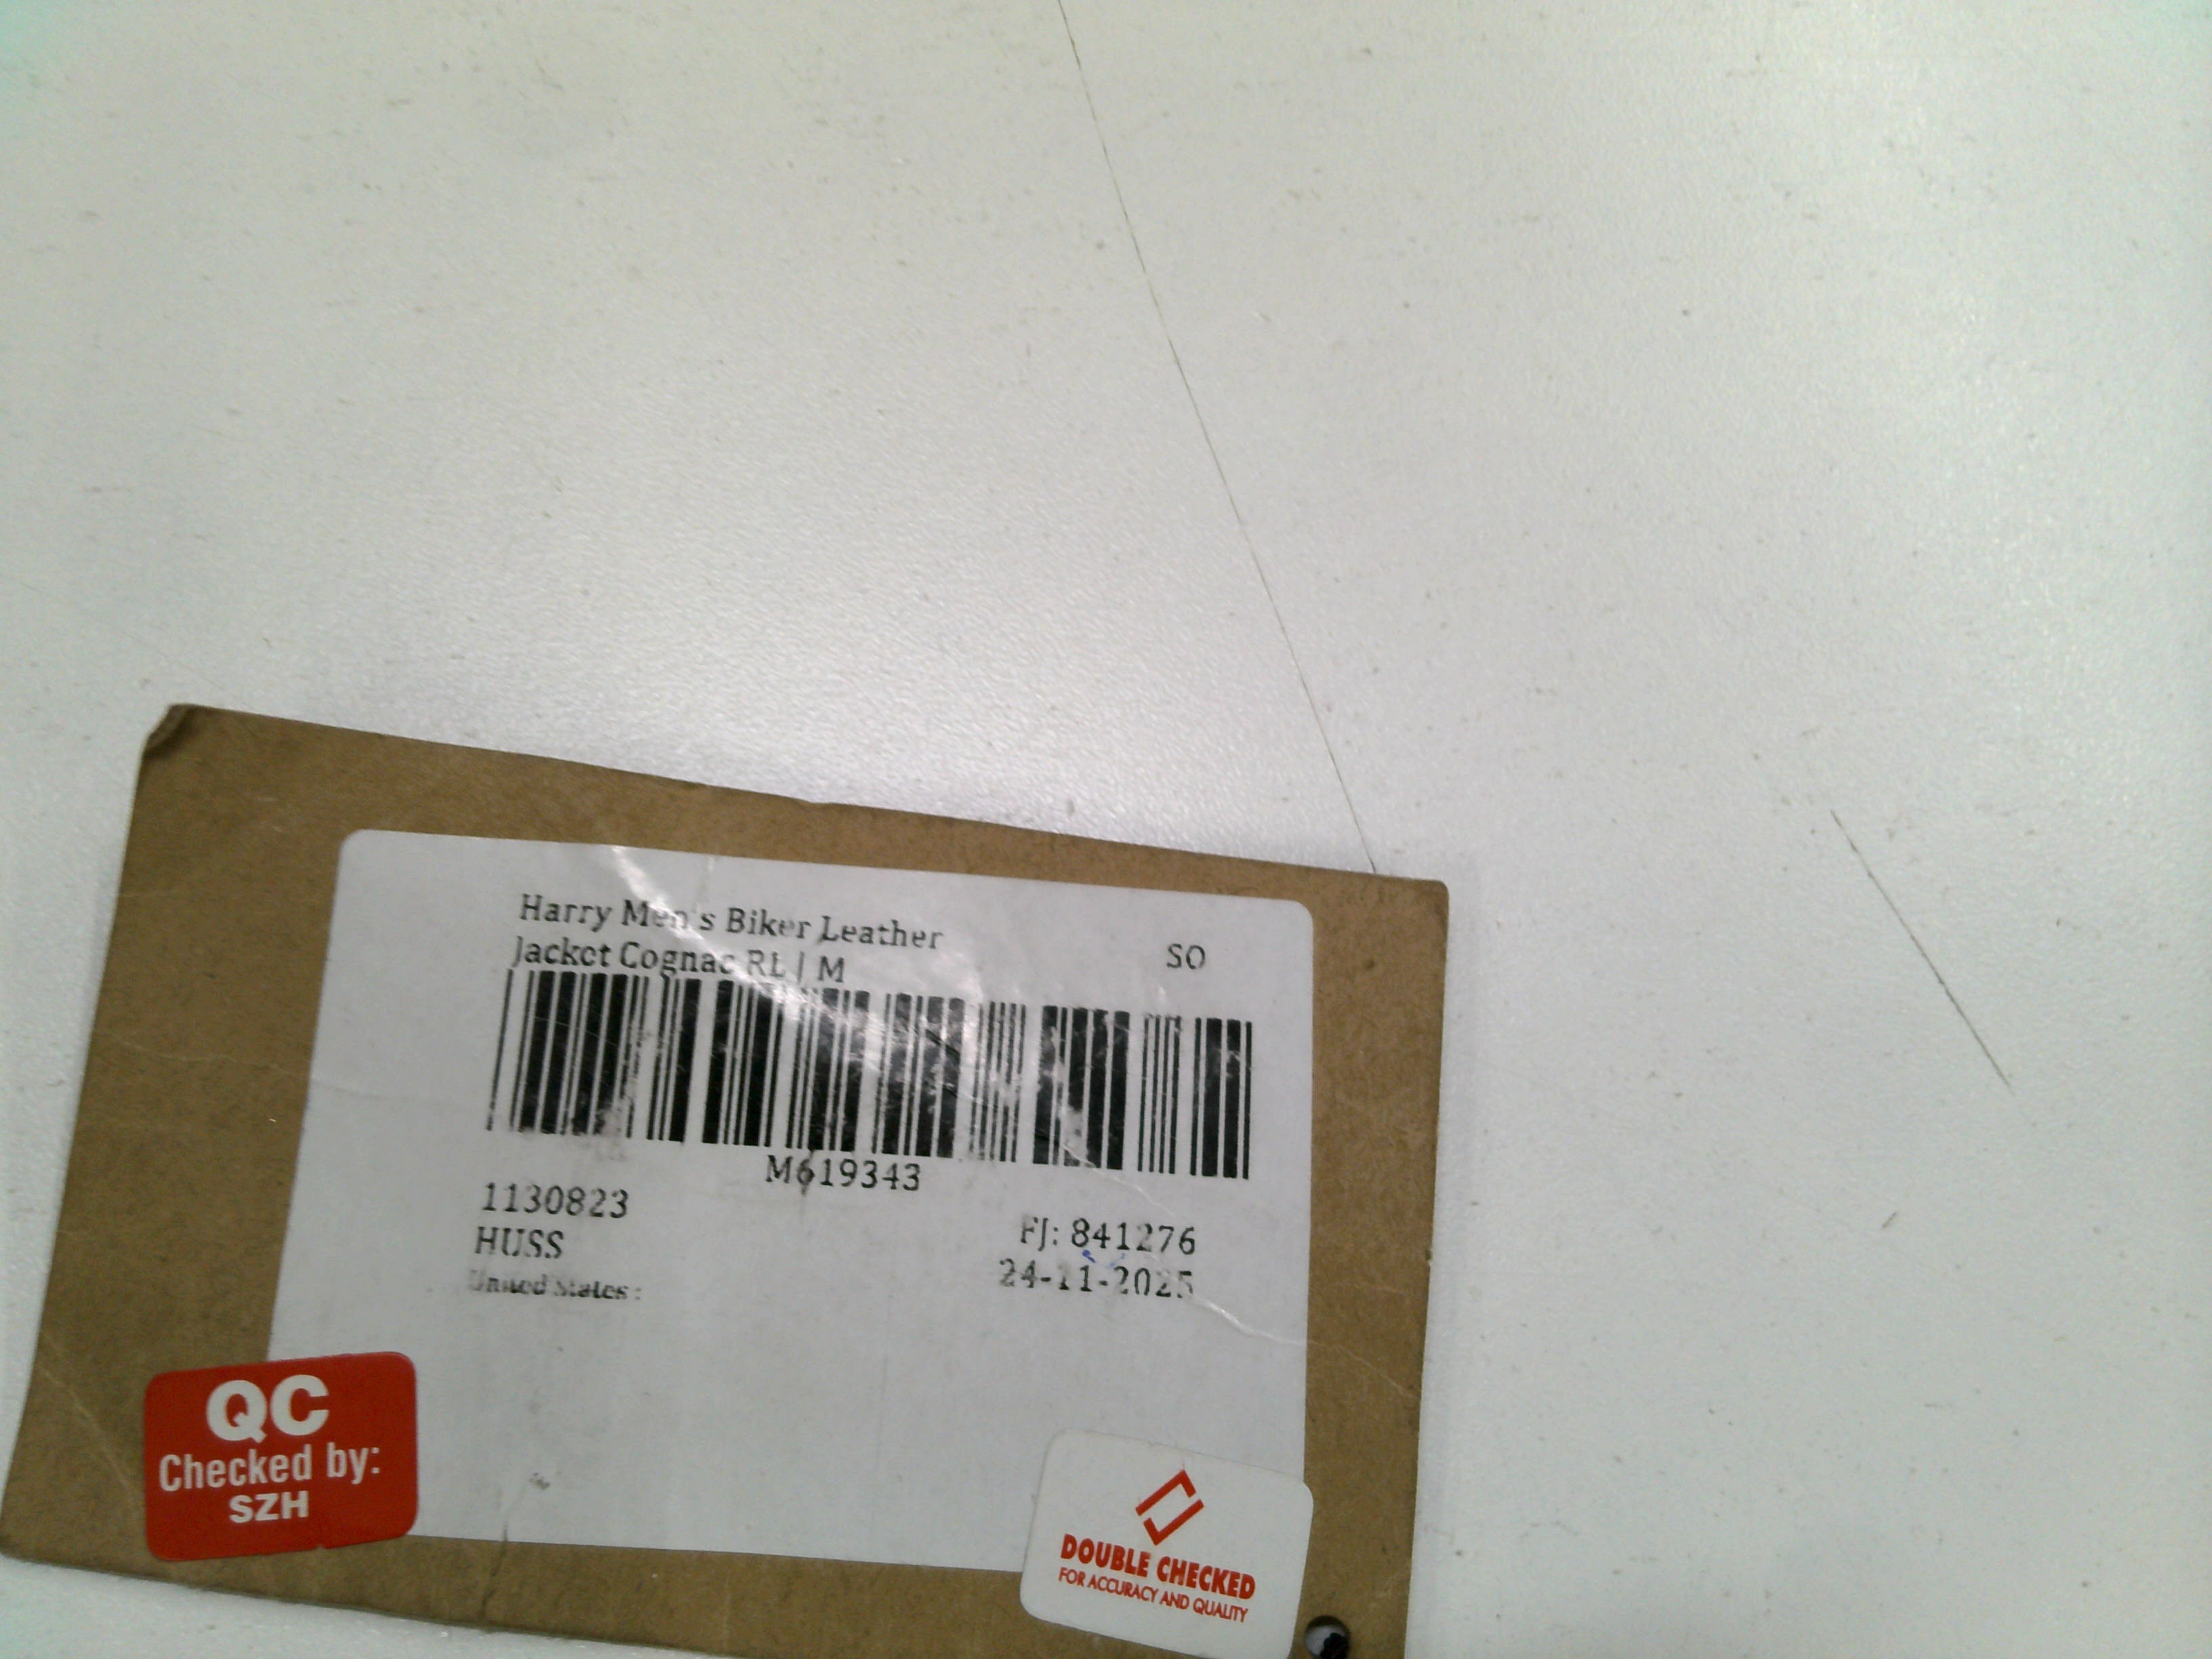 Harry Men's Biker Leather
Jacket Cognac RL | M
SO
M619343
1130823
HUSS
United States :
FJ: 841276
24-11-2025
QC
Checked by:
SZH
DOUBLE CHECKED
FOR ACCURACY AND QUALITY